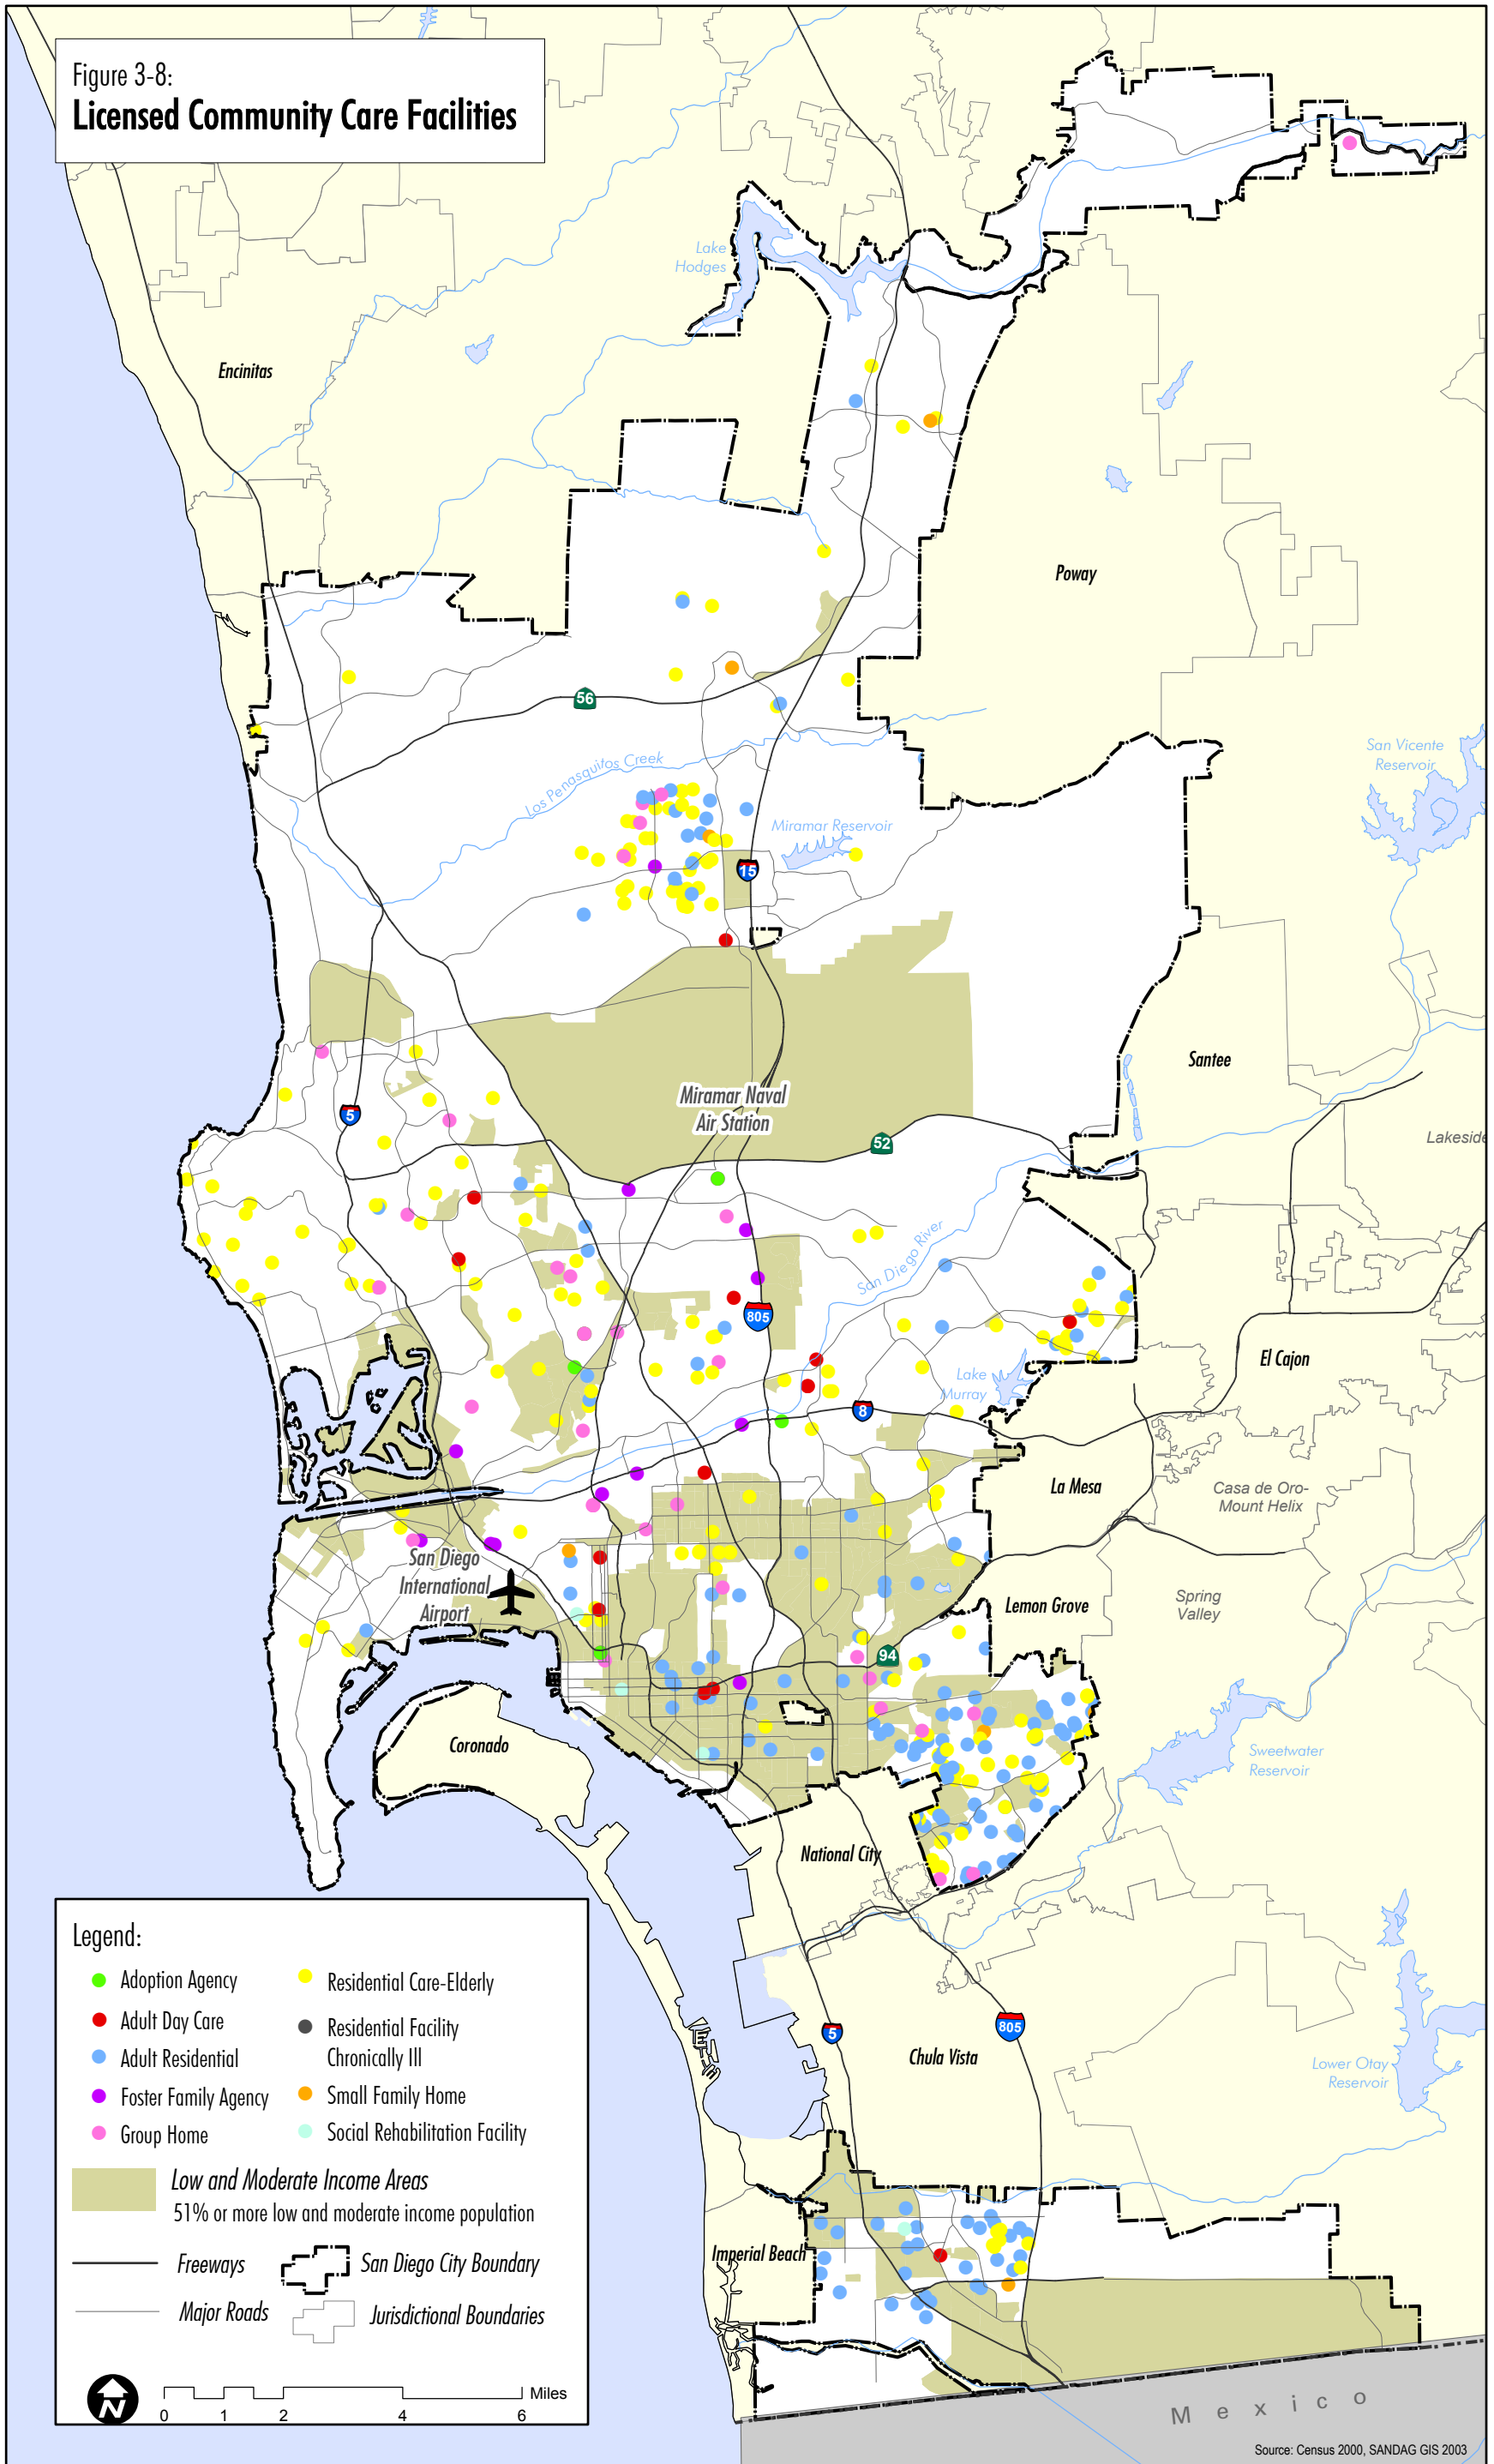 Figure 3-8:
Licensed Community Care Facilities
Lake
Hodges
Encinitas
Poway
56
Los Penasquitos Creek
San Vicente
Reservoir
Miramar Reservoir
15
Miramar Naval
Air Station
Santee
5
52
Lakeside
San Diego River
805
El Cajon
Lake
Murray
8
La Mesa
Casa de Oro-
Mount Helix
San Diego
International
Airport
Lemon Grove
Spring
Valley
94
Coronado
Sweetwater
Reservoir
National City
Legend:
Adoption Agency
Adult Day Care
Adult Residential
Foster Family Agency
Group Home
Residential Care-Elderly
Residential Facility
Chronically Ill
Small Family Home
Social Rehabilitation Facility
Low and Moderate Income Areas
51% or more low and moderate income population
Freeways
San Diego City Boundary
Major Roads
Jurisdictional Boundaries
N
0 1 2 4 6 Miles
5
805
Chula Vista
Lower Otay
Reservoir
Imperial Beach
Mexico
Source: Census 2000, SANDAG GIS 2003